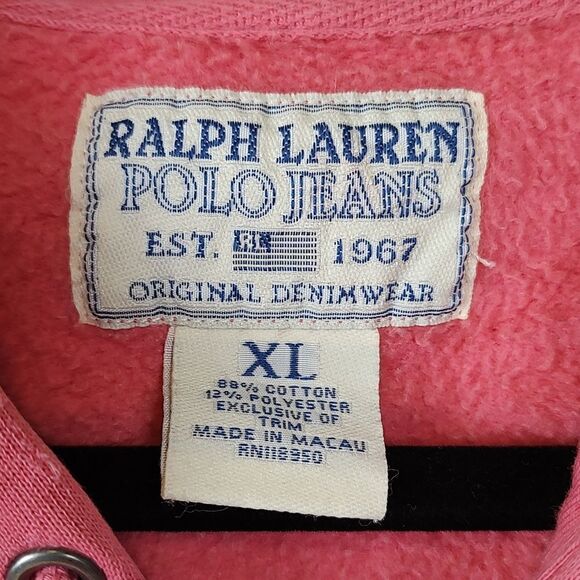 RALPH LAUREN
POLO JEANS
EST. RL 1967
ORIGINAL DENIMWEAR
XL
88% COTTON
12% POLYESTER
EXCLUSIVE OF
TRIM
MADE IN MACAU
RN118950